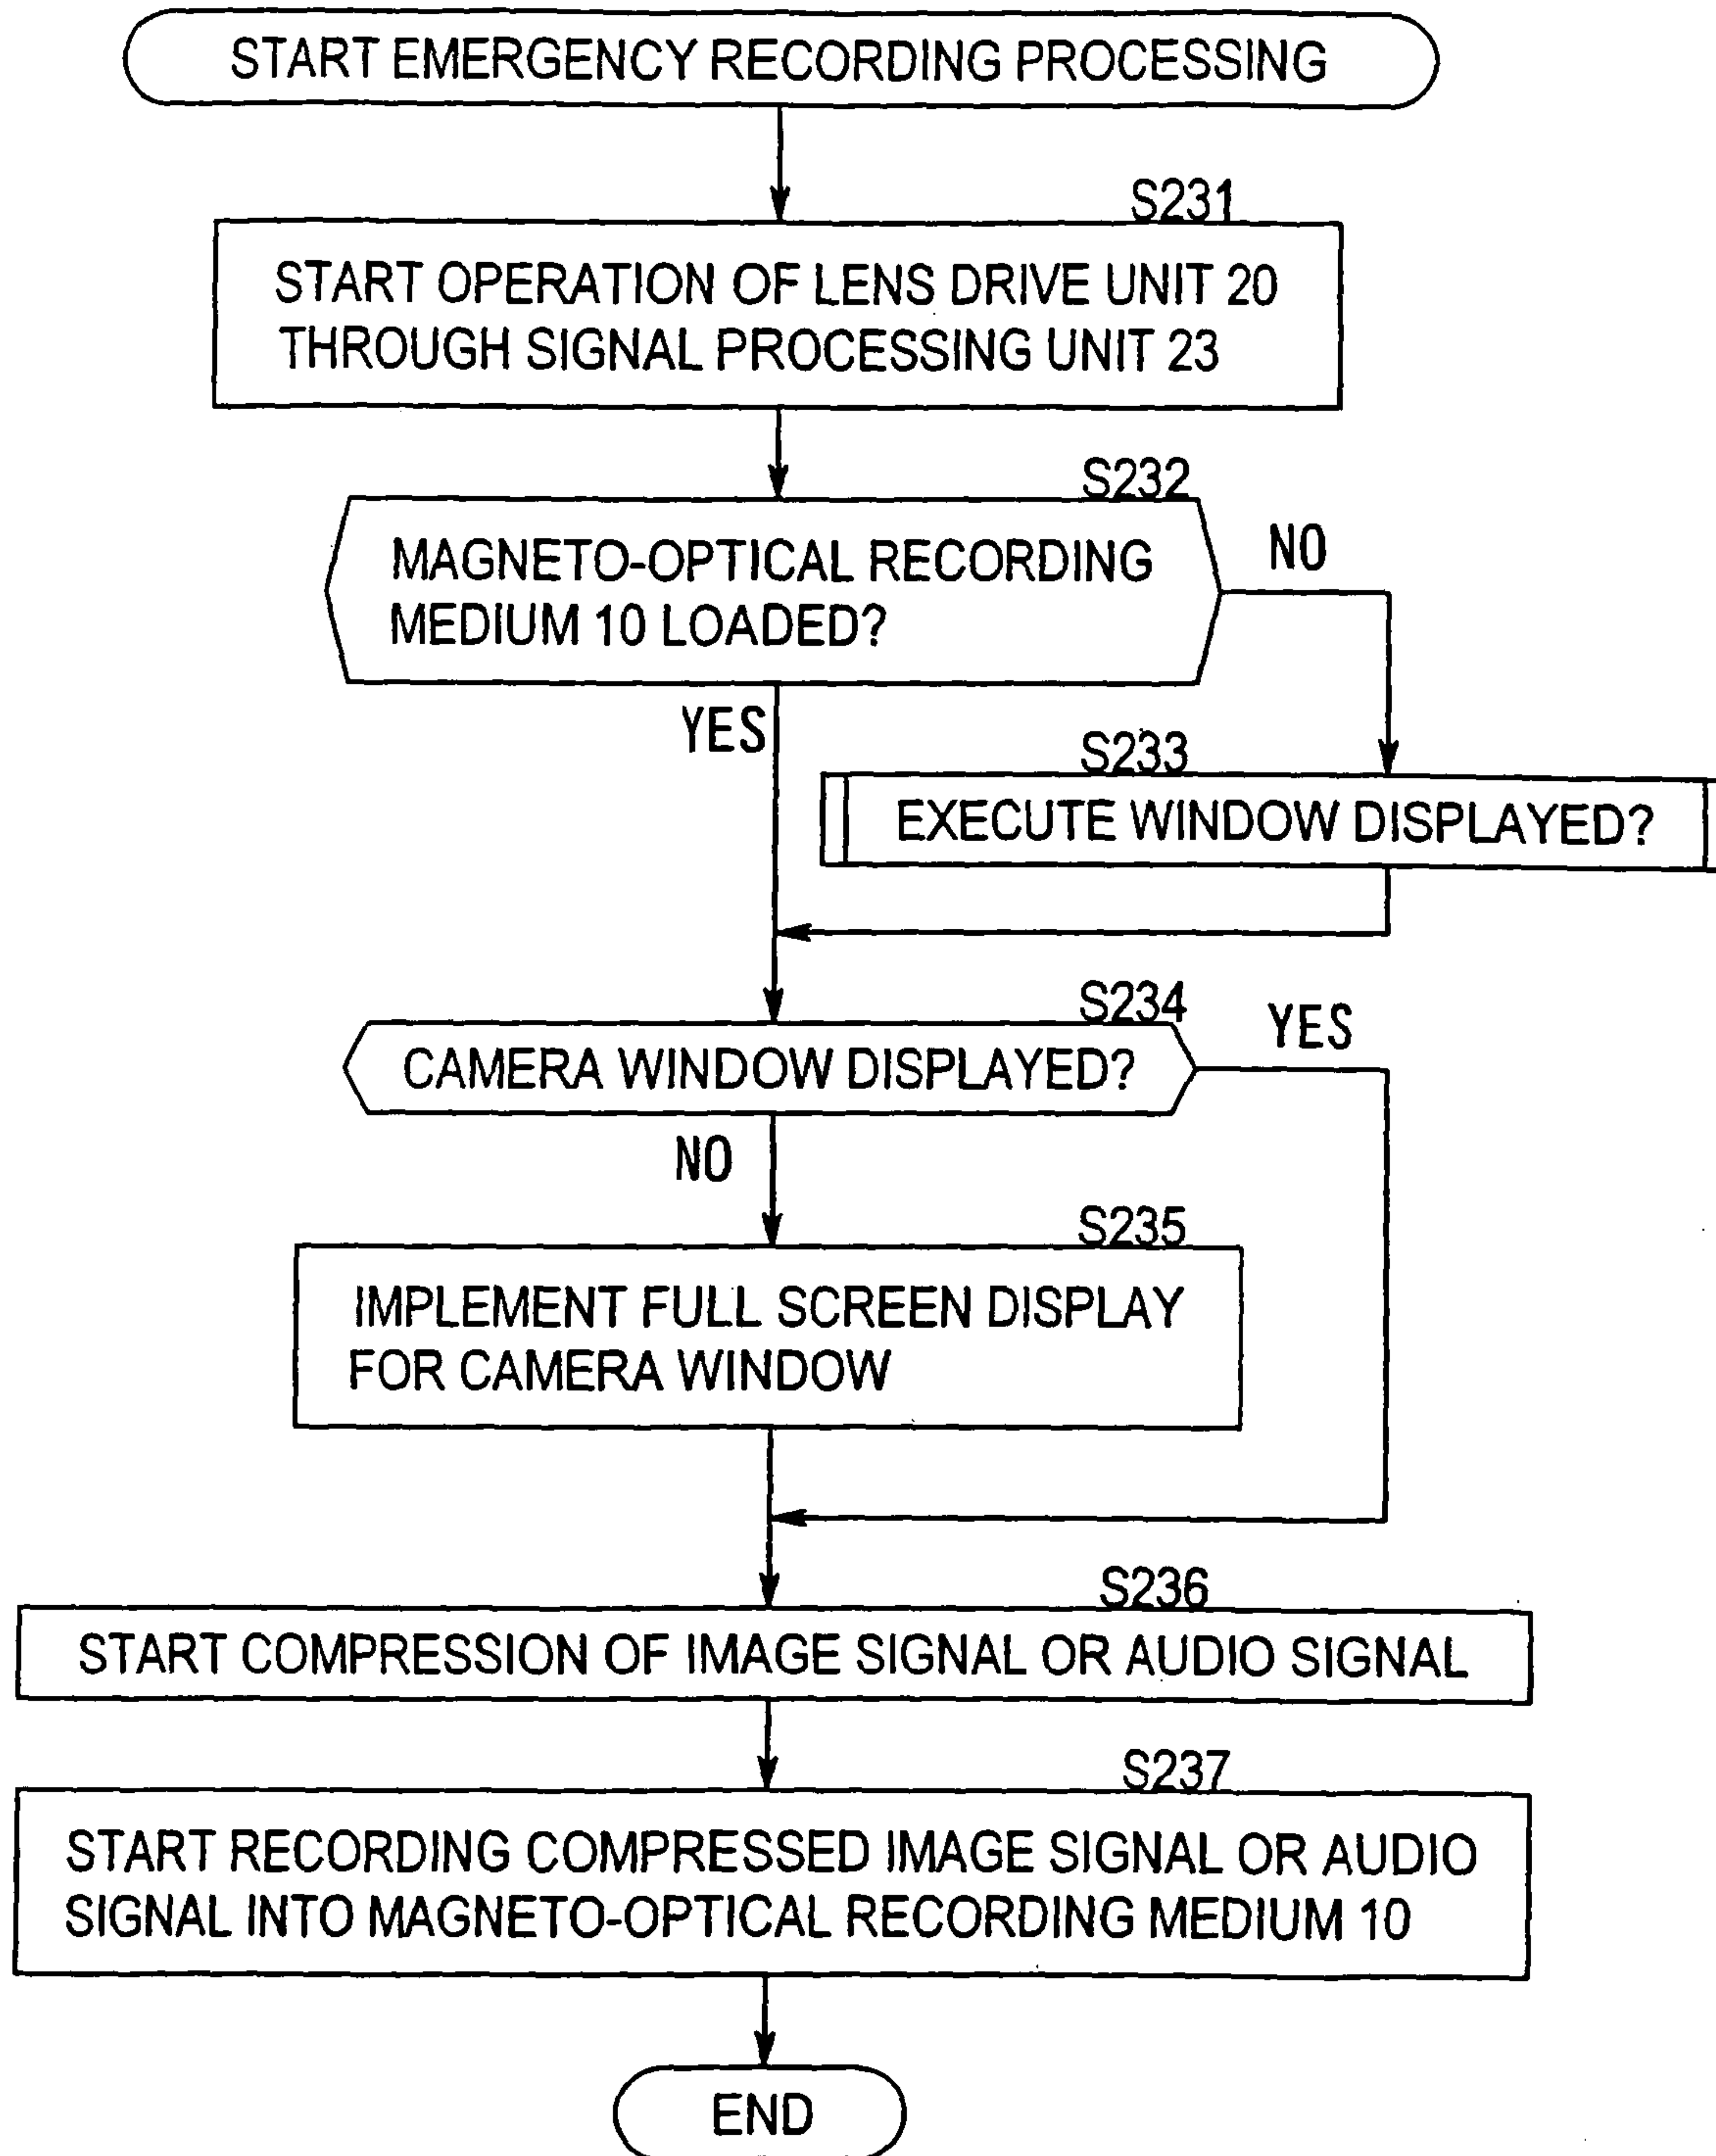 START EMERGENCY RECORDING PROCESSING
S231
START OPERATION OF LENS DRIVE UNIT 20
THROUGH SIGNAL PROCESSING UNIT 23
S232
MAGNETO-OPTICAL RECORDING
MEDIUM 10 LOADED?
NO
YES
S233
EXECUTE WINDOW DISPLAYED?
S234
CAMERA WINDOW DISPLAYED?
YES
NO
S235
IMPLEMENT FULL SCREEN DISPLAY
FOR CAMERA WINDOW
S236
START COMPRESSION OF IMAGE SIGNAL OR AUDIO SIGNAL
S237
START RECORDING COMPRESSED IMAGE SIGNAL OR AUDIO
SIGNAL INTO MAGNETO-OPTICAL RECORDING MEDIUM 10
END